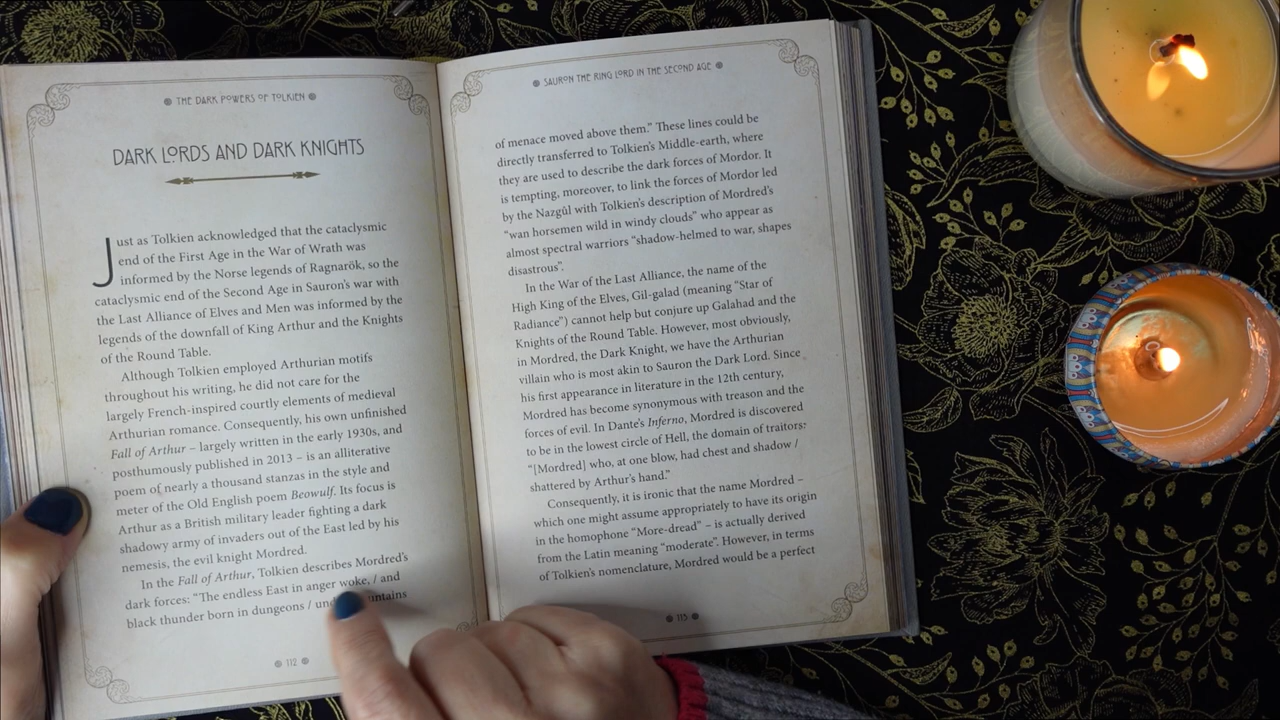 THE DARK POWERS OF TOLKIEN
DARK LORDS AND DARK KNIGHTS
Just as Tolkien acknowledged that the cataclysmic
end of the First Age in the War of Wrath was
informed by the Norse legends of Ragnarök, so the
cataclysmic end of the Second Age in Sauron's war with
the Last Alliance of Elves and Men was informed by the
legends of the downfall of King Arthur and the Knights
of the Round Table.
Although Tolkien employed Arthurian motifs
throughout his writing, he did not care for the
largely French-inspired courtly elements of medieval
Arthurian romance. Consequently, his own unfinished
Fall of Arthur – largely written in the early 1930s, and
posthumously published in 2013 – is an alliterative
poem of nearly a thousand stanzas in the style and
meter of the Old English poem Beowulf. Its focus is
Arthur as a British military leader fighting a dark
shadowy army of invaders out of the East led by his
nemesis, the evil knight Mordred.
In the Fall of Arthur, Tolkien describes Mordred's
dark forces: "The endless East in anger woke, / and
black thunder born in dungeons /
112
SAURON THE RING LORD IN THE SECOND AGE
of menace moved above them." These lines could be
directly transferred to Tolkien's Middle-earth, where
they are used to describe the dark forces of Mordor. It
is tempting, moreover, to link the forces of Mordor led
by the Nazgûl with Tolkien's description of Mordred's
"wan horsemen wild in windy clouds" who appear as
almost spectral warriors "shadow-helmed to war, shapes
disastrous".
In the War of the Last Alliance, the name of the
High King of the Elves, Gil-galad (meaning "Star of
Radiance") cannot help but conjure up Galahad and the
Knights of the Round Table. However, most obviously,
in Mordred, the Dark Knight, we have the Arthurian
villain who is most akin to Sauron the Dark Lord. Since
his first appearance in literature in the 12th century,
Mordred has become synonymous with treason and the
forces of evil. In Dante's Inferno, Mordred is discovered
to be in the lowest circle of Hell, the domain of traitors:
"[Mordred] who, at one blow, had chest and shadow /
shattered by Arthur's hand."
Consequently, it is ironic that the name Mordred –
which one might assume appropriately to have its origin
in the homophone "More-dread" – is actually derived
from the Latin meaning "moderate". However, in terms
of Tolkien's nomenclature, Mordred would be a perfect
113